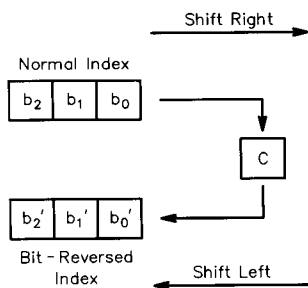 Shift Right
Normal Index
b₂ b₁ b₀
C
b₂′ b₁′ b₀′
Bit-Reversed
Index
Shift Left